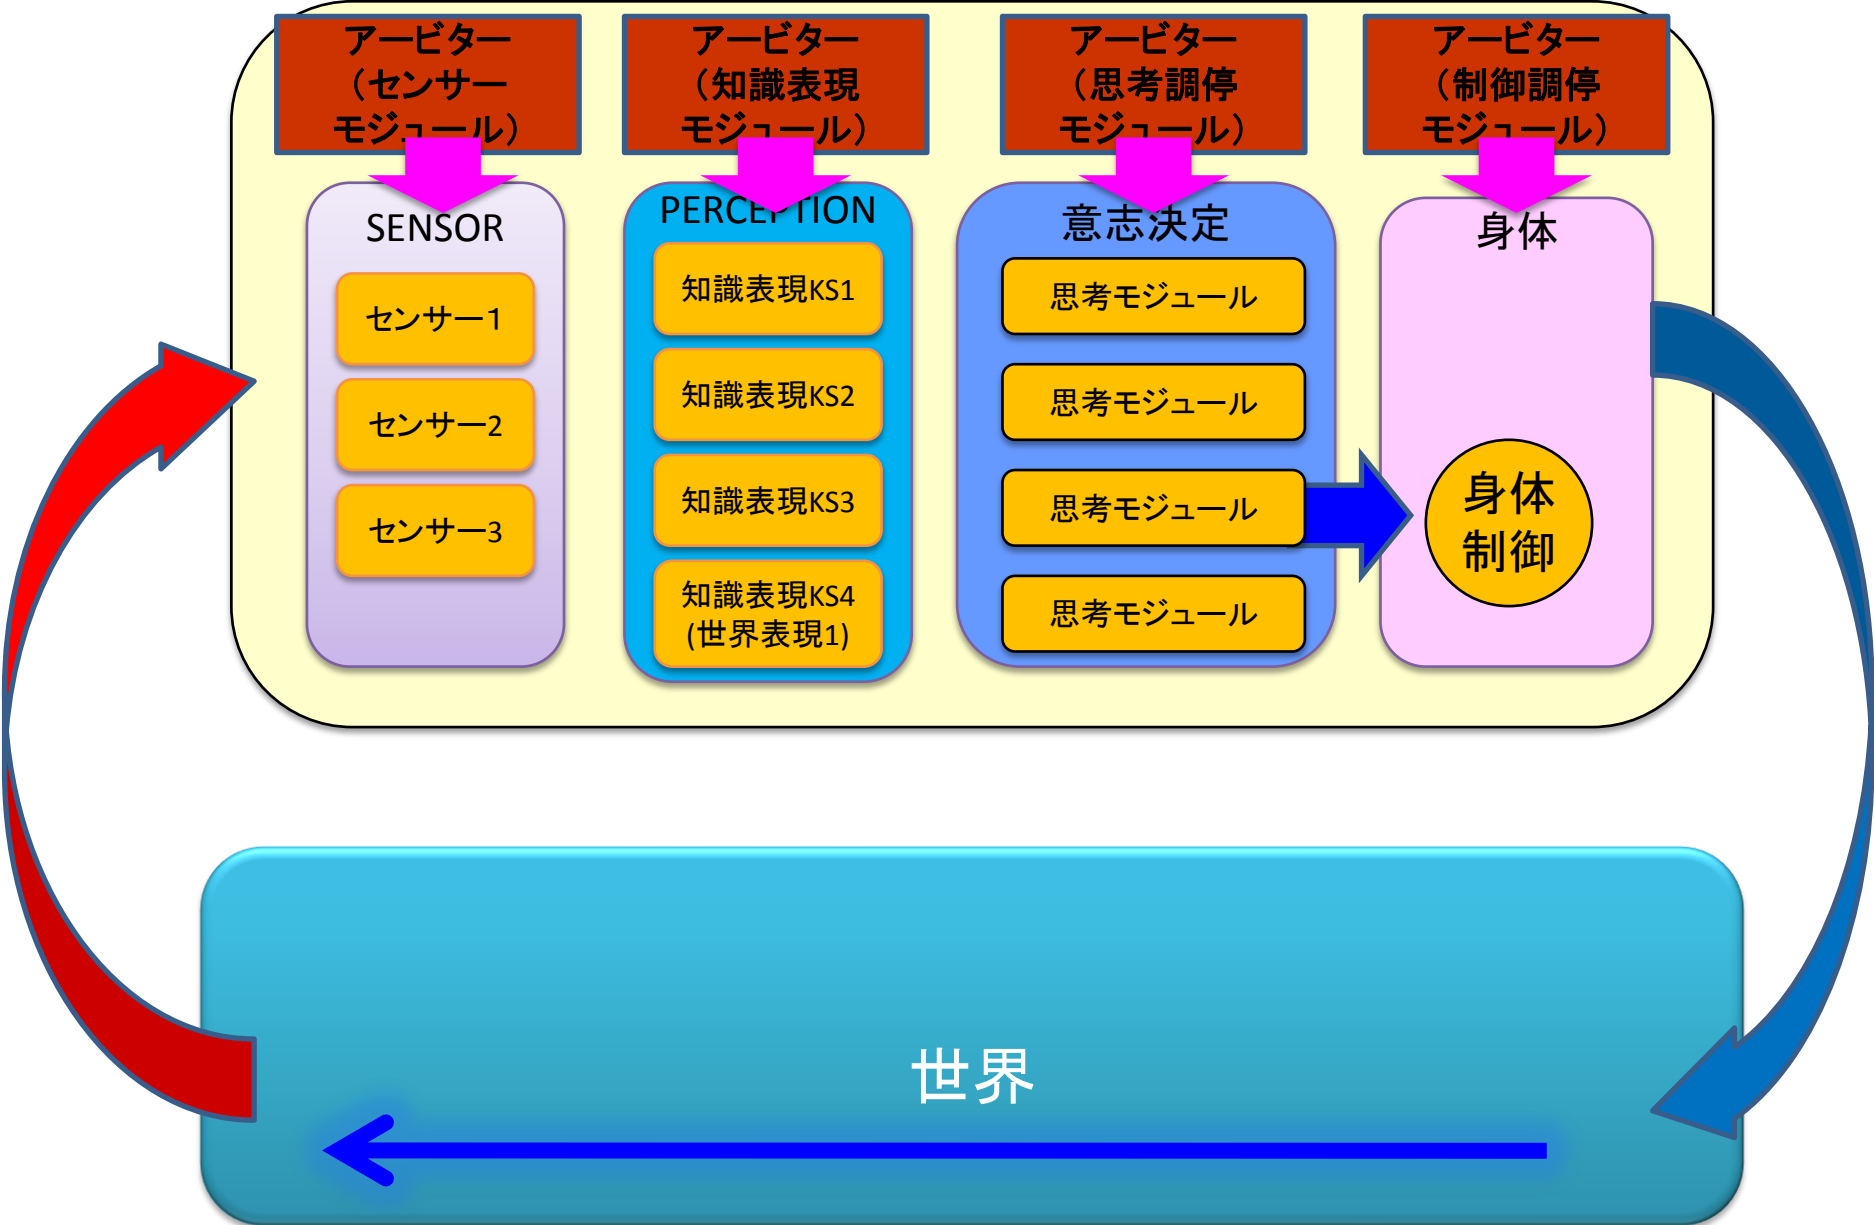 アービター
（センサー
モジュール）
アービター
（知識表現
モジュール）
アービター
（思考調停
モジュール）
アービター
（制御調停
モジュール）
SENSOR
センサー1
センサー2
センサー3
PERCEPTION
知識表現KS1
知識表現KS2
知識表現KS3
知識表現KS4
(世界表現1)
意志決定
思考モジュール
思考モジュール
思考モジュール
思考モジュール
身体
身体
制御
世界